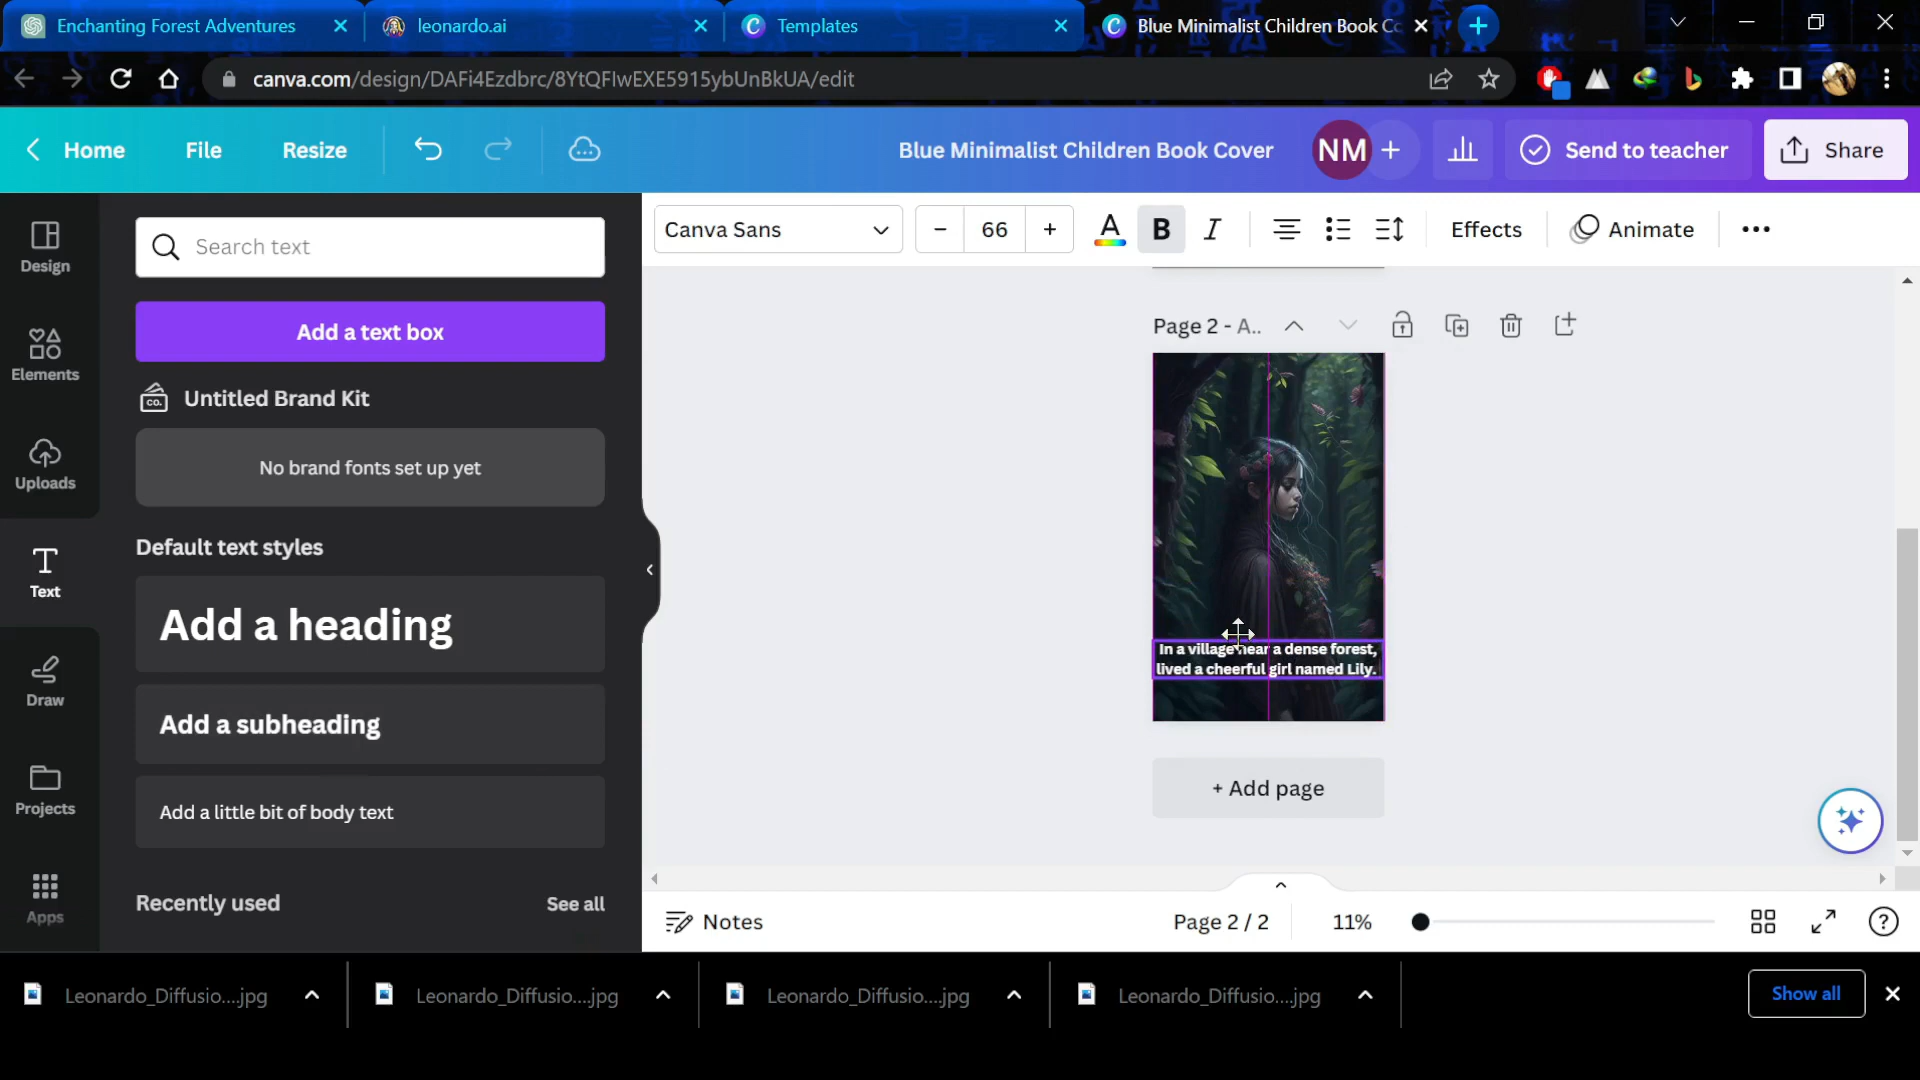 Enchanting Forest Adventures
leonardo.ai
Templates
Blue Minimalist Children Book Cc
canva.com/design/DAFi4Ezdbrc/8YtQFIwEXE5915ybUnBkUA/edit
Home
File
Resize
Blue Minimalist Children Book Cover
NM
Send to teacher
Share
Design
Elements
Uploads
Text
Draw
Projects
Apps
Search text
Add a text box
CO.
Untitled Brand Kit
No brand fonts set up yet
Default text styles
Add a heading
Add a subheading
Add a little bit of body text
Recently used
See all
Canva Sans
66
A
B
I
Effects
Animate
Page 2 - A..
In a village near a dense forest,
lived a cheerful girl named Lily.
+ Add page
Notes
Page 2 / 2
11%
Leonardo_Diffusio....jpg
Leonardo_Diffusio....jpg
Leonardo_Diffusio....jpg
Leonardo_Diffusio....jpg
Show all